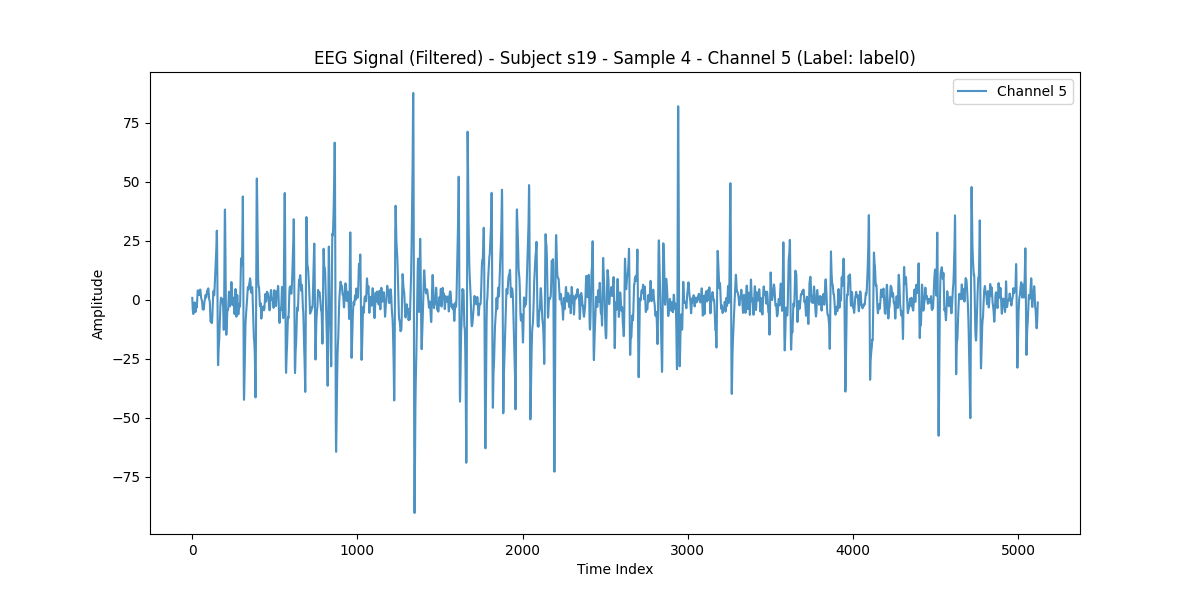 EEG Signal (Filtered) - Subject s19 - Sample 4 - Channel 5 (Label: label0)
Channel 5
75
50
25
0
−25
−50
−75
Amplitude
0 1000 2000 3000 4000 5000
Time Index